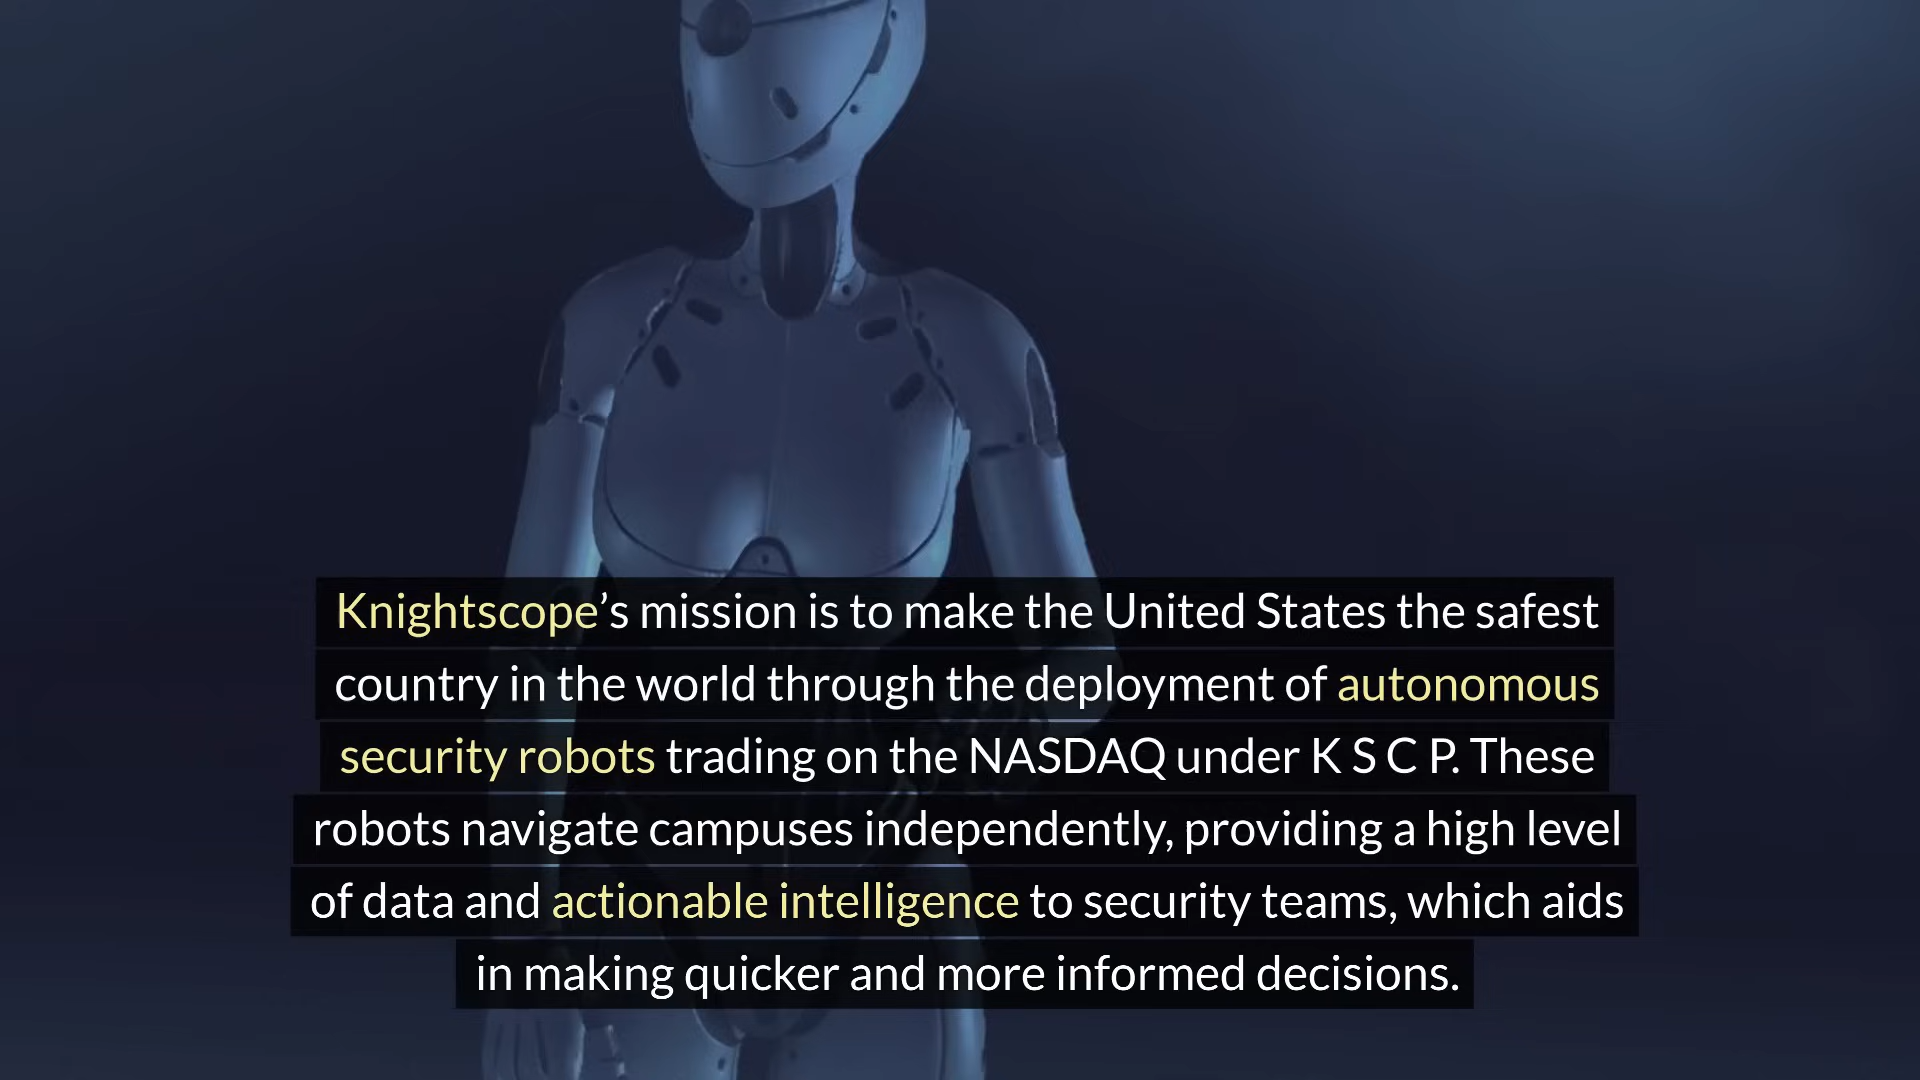 Knightscope’s mission is to make the United States the safest
country in the world through the deployment of autonomous
security robots trading on the NASDAQ under K S C P. These
robots navigate campuses independently, providing a high level
of data and actionable intelligence to security teams, which aids
in making quicker and more informed decisions.